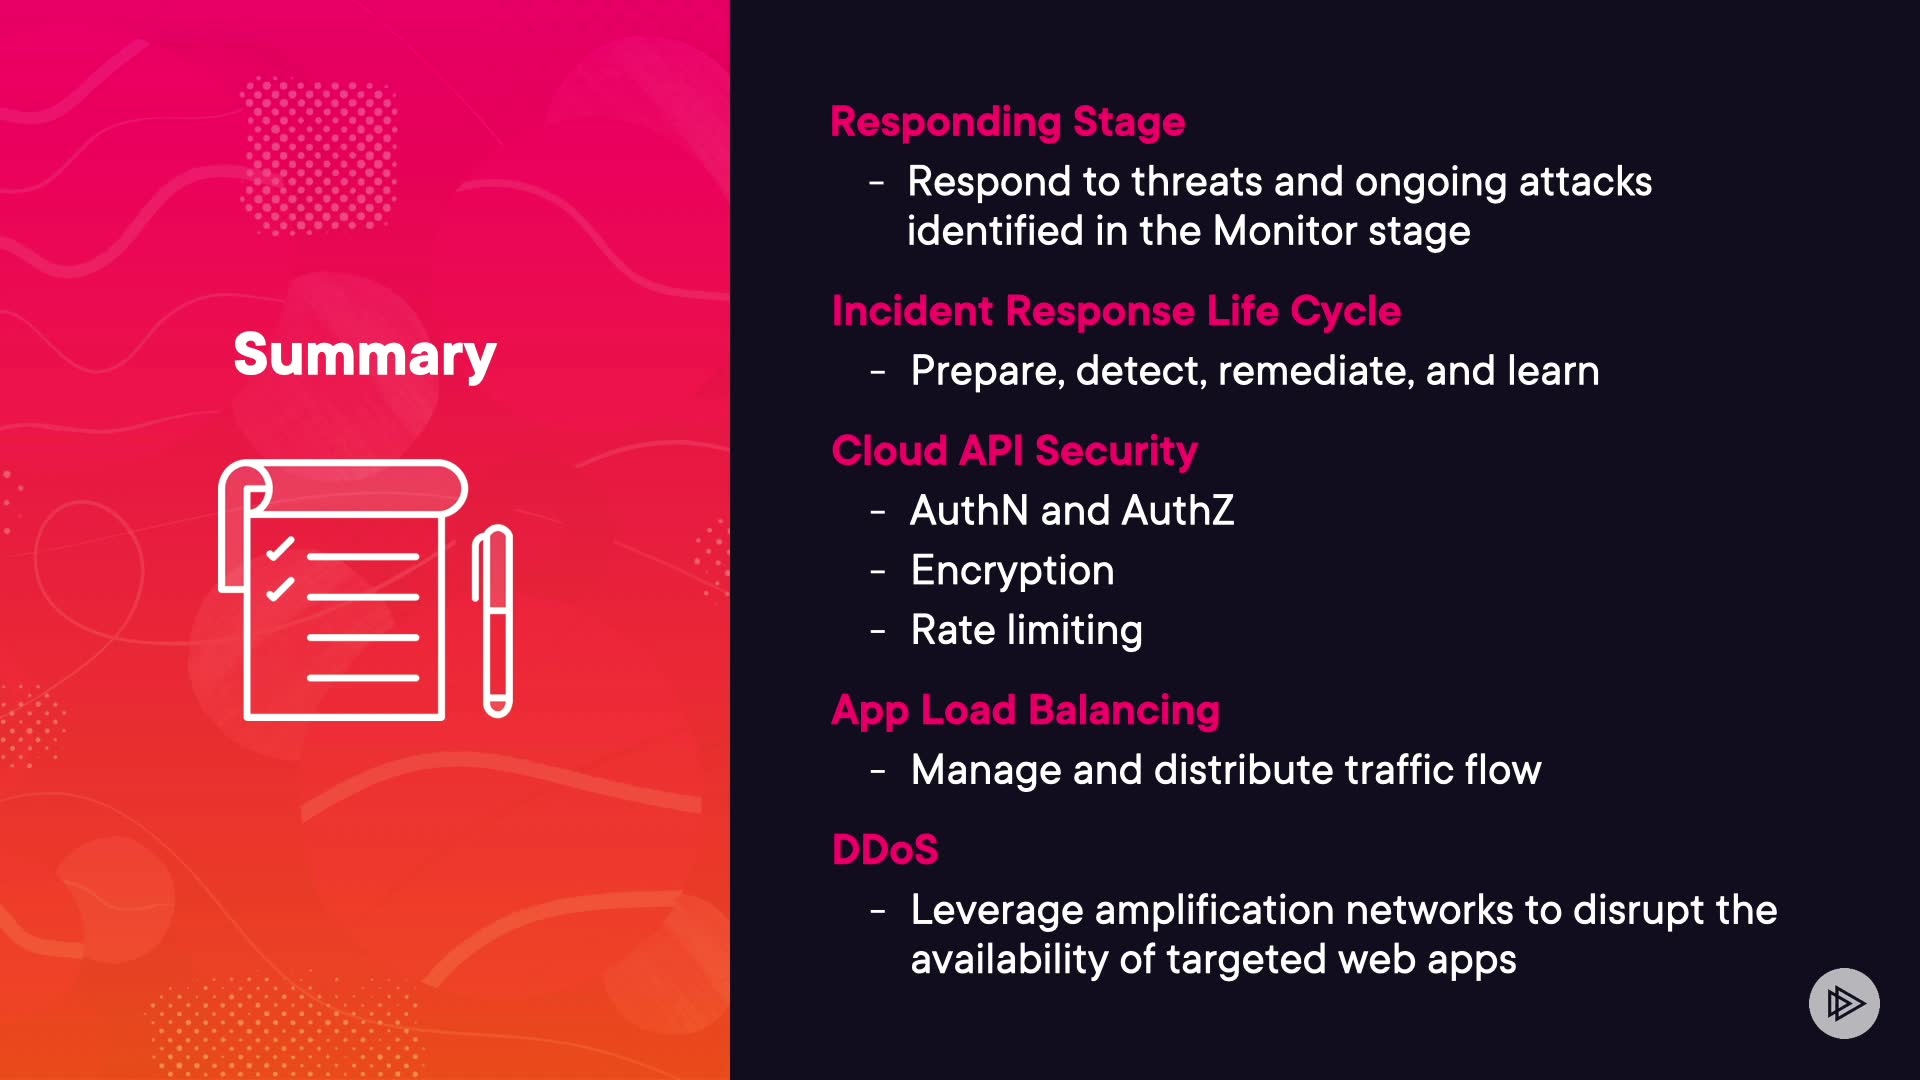 Summary
Responding Stage
- Respond to threats and ongoing attacks
identified in the Monitor stage
Incident Response Life Cycle
- Prepare, detect, remediate, and learn
Cloud API Security
- AuthN and AuthZ
- Encryption
- Rate limiting
App Load Balancing
- Manage and distribute traffic flow
DDoS
- Leverage amplification networks to disrupt the
availability of targeted web apps